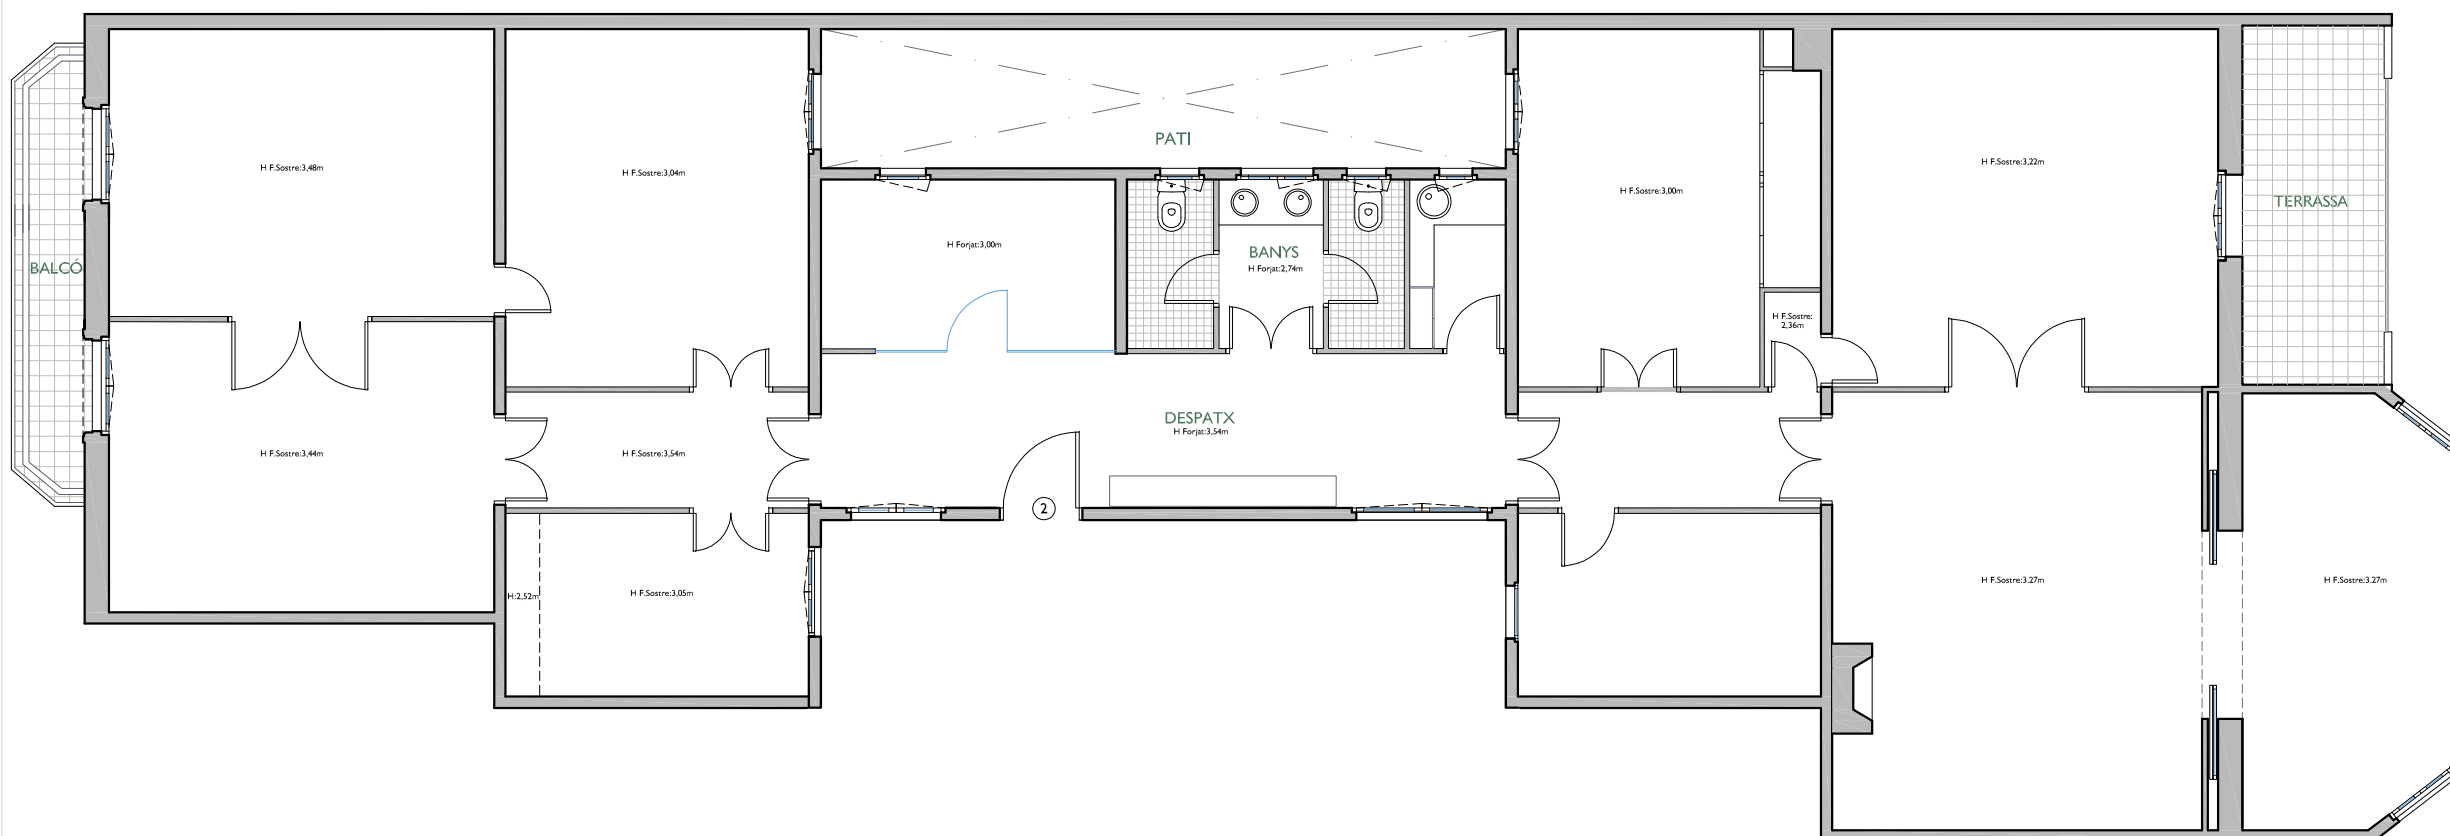 PATI
H F.Sostre:3,48m
H F.Sostre:3,04m
H F.Sostre:3,00m
H F.Sostre:3,22m
TERRASSA
H Forjat:3,00m
BANYS
H Forjat:2,74m
BALCÓ
H F.Sostre:
2,36m
DESPATX
H Forjat:3,54m
H F.Sostre:3,44m
H F.Sostre:3,54m
2
H F.Sostre:3.27m
H F.Sostre:3.27m
H:2,52m
H F.Sostre:3,05m